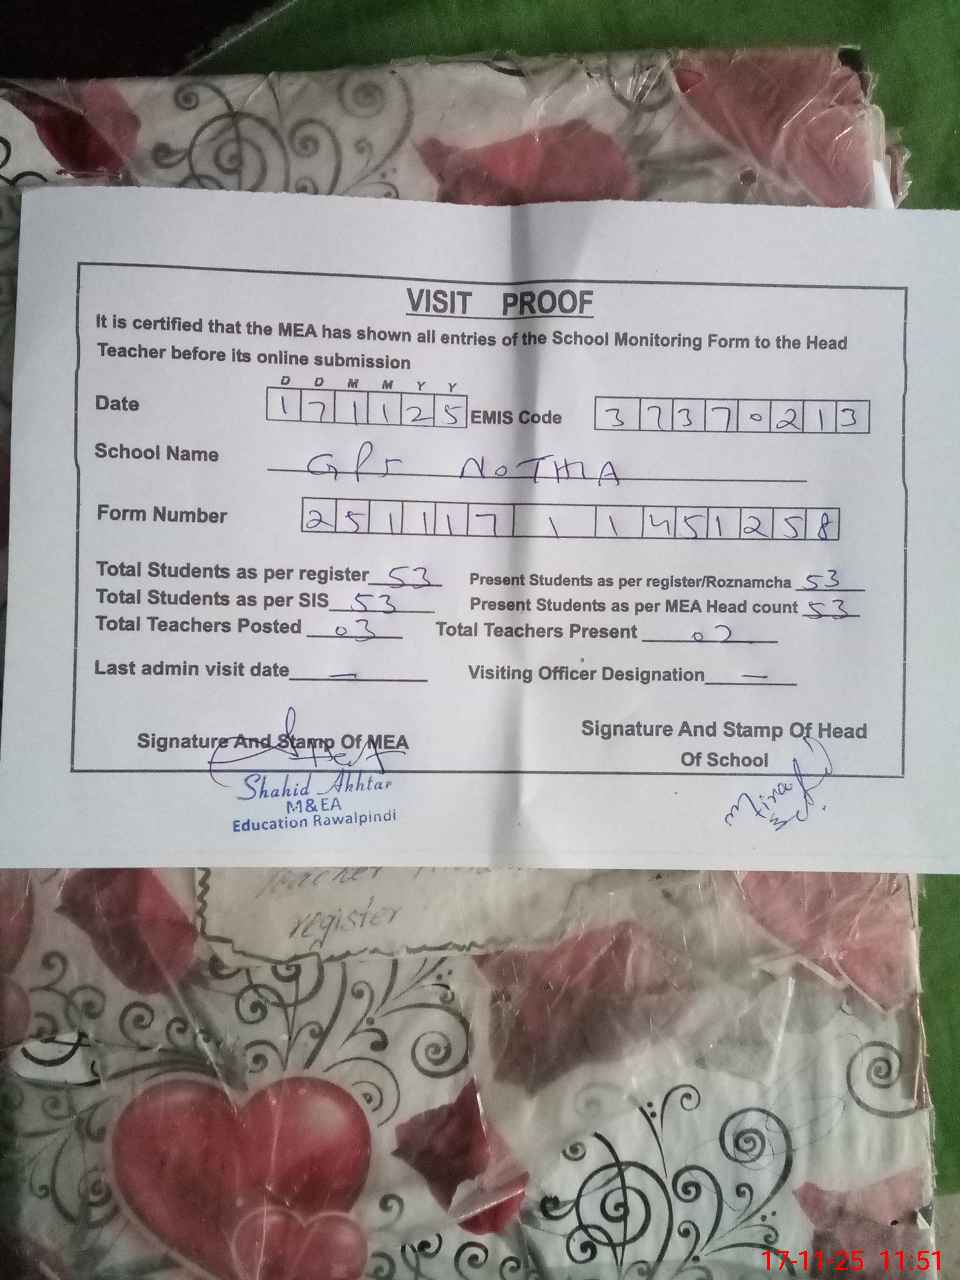 VISIT PROOF
It is certified that the MEA has shown all entries of the School Monitoring Form to the Head
Teacher before its online submission
D D M M Y Y
Date 1 7 1 1 2 5 EMIS Code 3 7 3 7 0 2 1 3
School Name GPS NOTHIA
Form Number 2 5 1 1 1 7 1 1 4 5 1 2 5 8
Total Students as per register 53 Present Students as per register/Roznamcha 53
Total Students as per SIS 53 Present Students as per MEA Head count 53
Total Teachers Posted 03 Total Teachers Present 02
Last admin visit date — Visiting Officer Designation —
Signature And Stamp Of MEA Signature And Stamp Of Head
Of School
Shahid Akhtar
M&EA
Education Rawalpindi
register
17-11-25 11:51